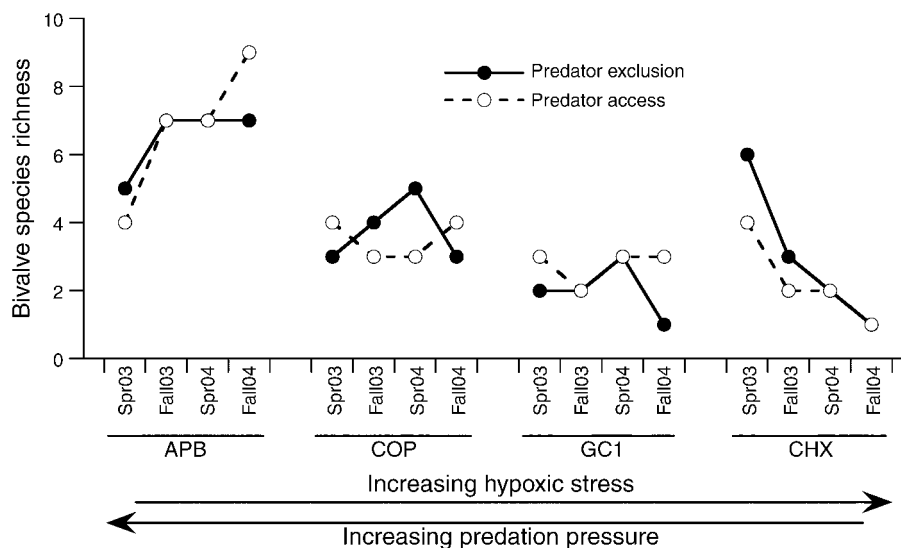 10
8
6
4
2
0
Bivalve species richness
Predator exclusion
Predator access
Spr03 Fall03 Spr04 Fall04 Spr03 Fall03 Spr04 Fall04 Spr03 Fall03 Spr04 Fall04 Spr03 Fall03 Spr04 Fall04
APB COP GC1 CHX
Increasing hypoxic stress
Increasing predation pressure